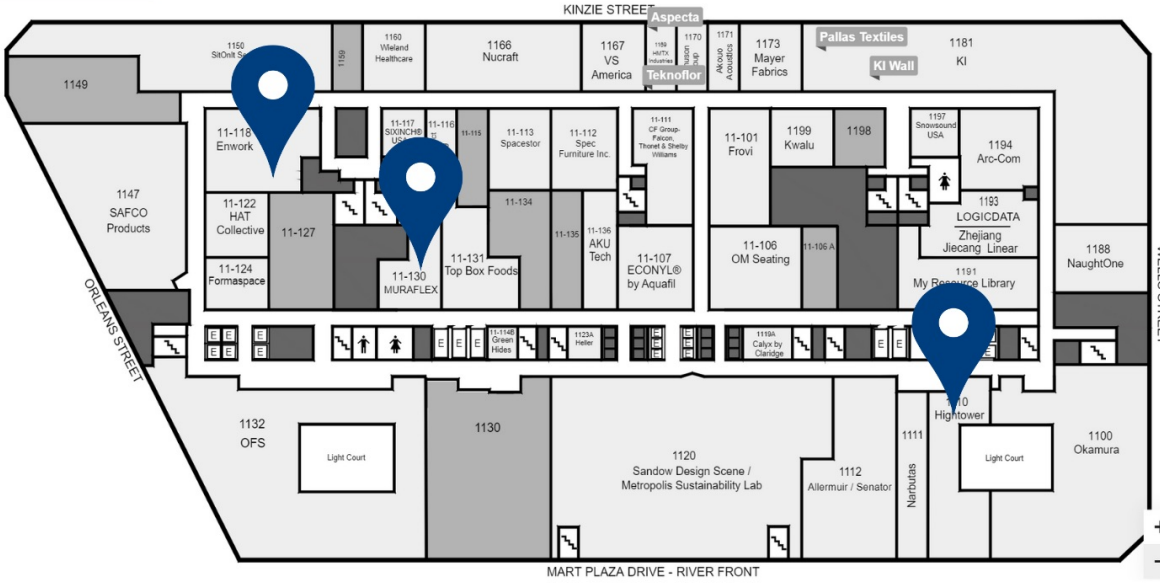 KINZIE STREET
Aspecta
1150
1159
1160
Wieland
Healthcare
1166
Nucraft
1167
VS
America
1169
HMTX
Industries
Teknoflor
1170
1171
Akouo
Acoustics
1173
Mayer
Fabrics
Pallas Textiles
KI Wall
1181
KI
1149
11-118
Enwork
11-117
SIXINCH®
USA
11-116
11-115
11-113
Spacestor
11-112
Spec
Furniture Inc.
11-111
CF Group-
Falcon,
Thonet & Shelby
Williams
11-101
Frovi
1199
Kwalu
1198
1197
Snowsound
USA
1194
Arc-Com
1147
SAFCO
Products
11-122
HAT
Collective
11-127
11-134
11-135
11-136
AKU
Tech
1193
LOGICDATA
Zhejiang
Jiecang Linear
11-124
Formaspace
11-130
MURAFLEX
11-131
Top Box Foods
11-107
ECONYL®
by Aquafil
11-106
OM Seating
11-106 A
1191
My Resource Library
1188
NaughtOne
ORLEANS STREET
WELLS STREET
E E E
E E E
E E E
11-114B
Green
Hides
1123A
Heller
E E
E E
E E
1119A
Calyx by
Claridge
E E
E
1132
OFS
Light Court
1130
1120
Sandow Design Scene /
Metropolis Sustainability Lab
1112
Allermuir / Senator
1111
Narbutas
Hightower
Light Court
1100
Okamura
MART PLAZA DRIVE - RIVER FRONT
+
−